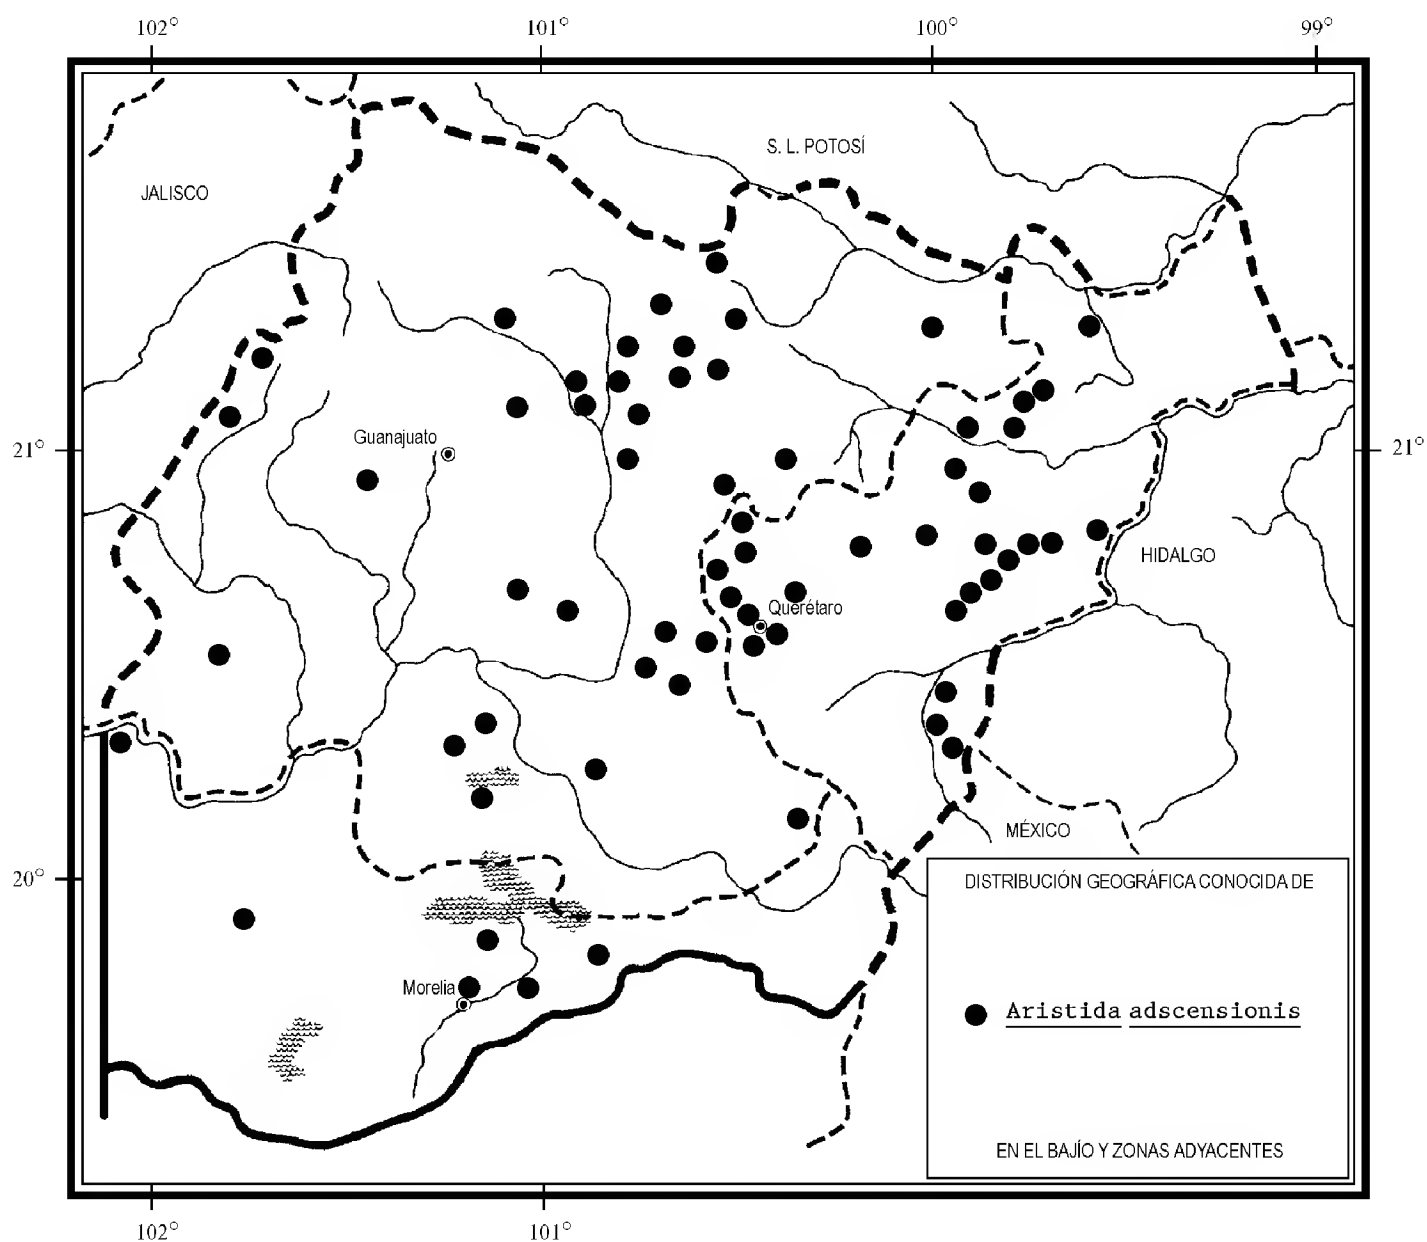 102° 101° 100° 99°
S. L. POTOSÍ
JALISCO
Guanajuato
21° 21°
HIDALGO
Querétaro
MÉXICO
20°
DISTRIBUCIÓN GEOGRÁFICA CONOCIDA DE
Morelia
Aristida adscensionis
EN EL BAJÍO Y ZONAS ADYACENTES
102° 101°